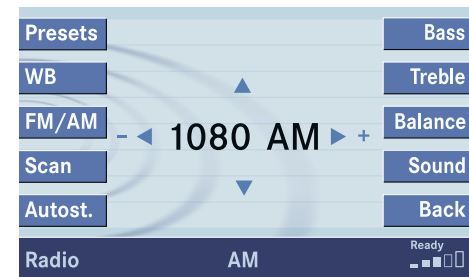 Presets
Bass
WB
Treble
FM/AM
Balance
- 1080 AM +
Scan
Sound
Autost.
Back
Radio
AM
Ready